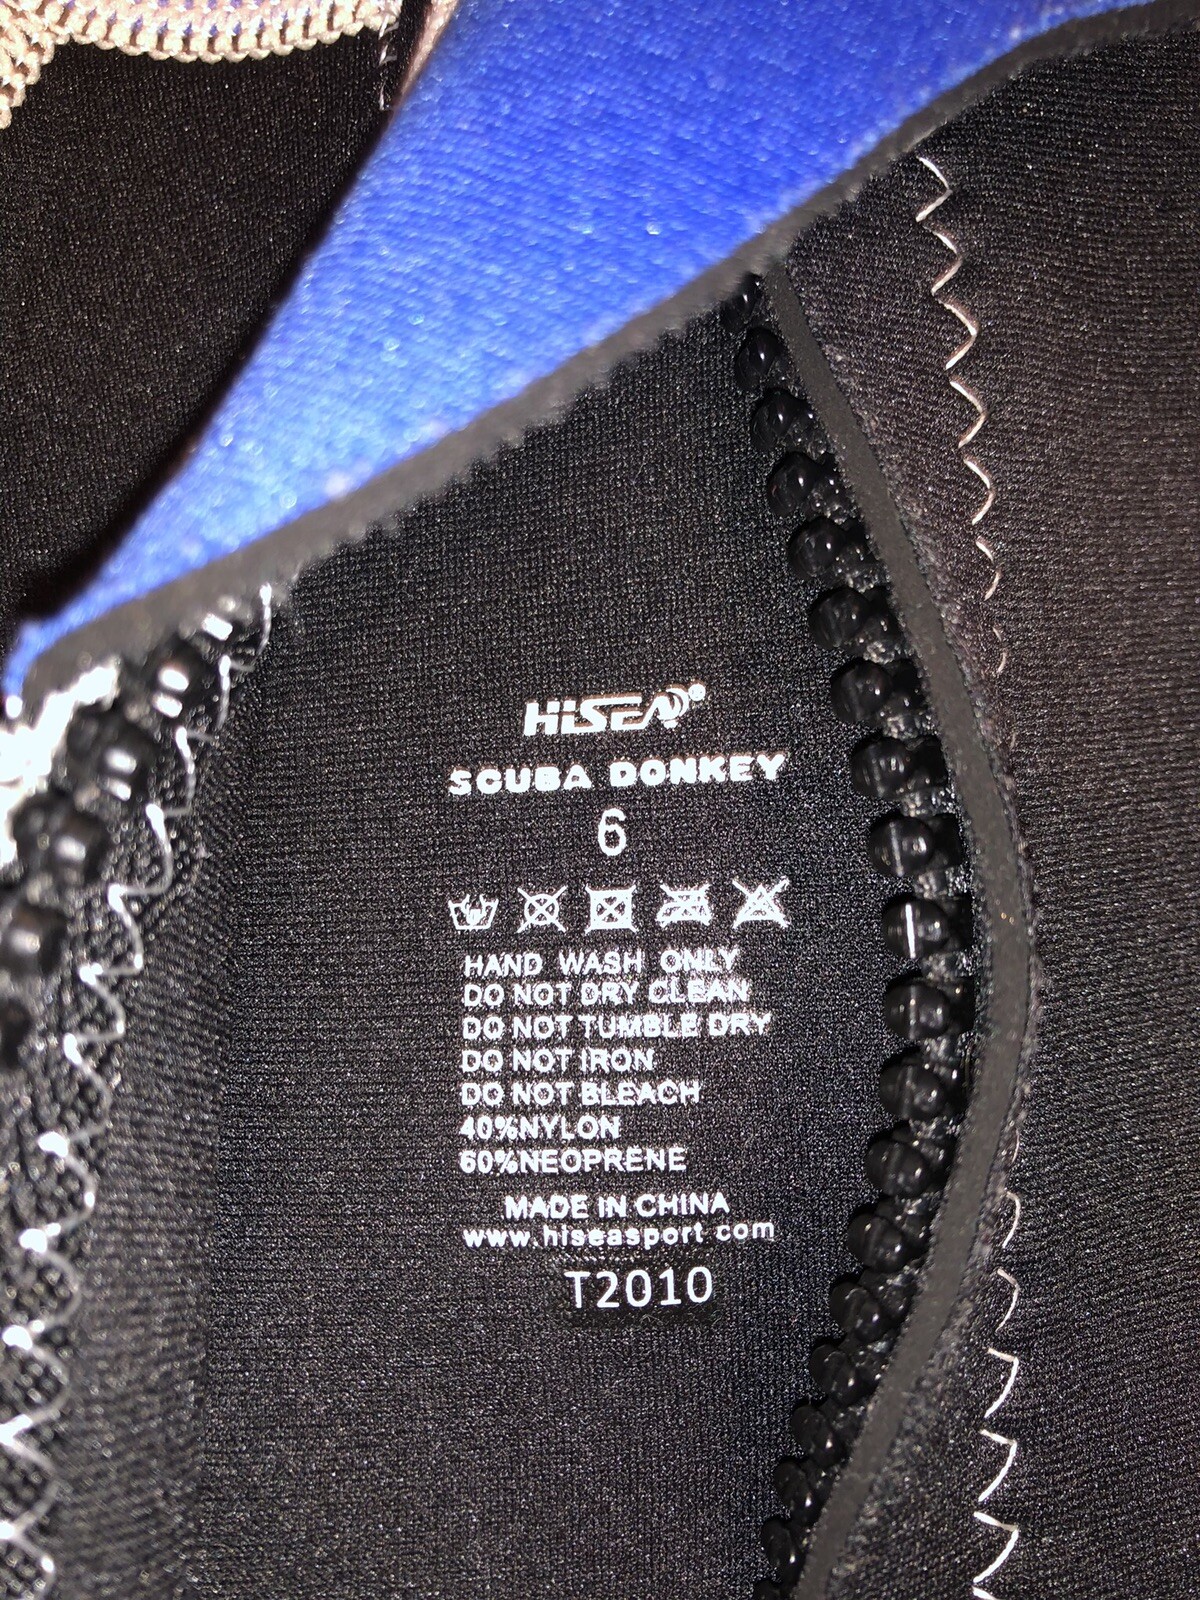 HiSEA®
SCUBA DONKEY
6
HAND WASH ONLY
DO NOT DRY CLEAN
DO NOT TUMBLE DRY
DO NOT IRON
DO NOT BLEACH
40%NYLON
60%NEOPRENE
MADE IN CHINA
www.hiseasport.com
T2010